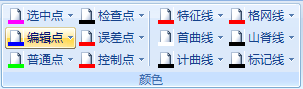 选中点 检查点 特征线 格网线
编辑点 误差点 首曲线 山脊线
普通点 控制点 计曲线 标记线
颜色